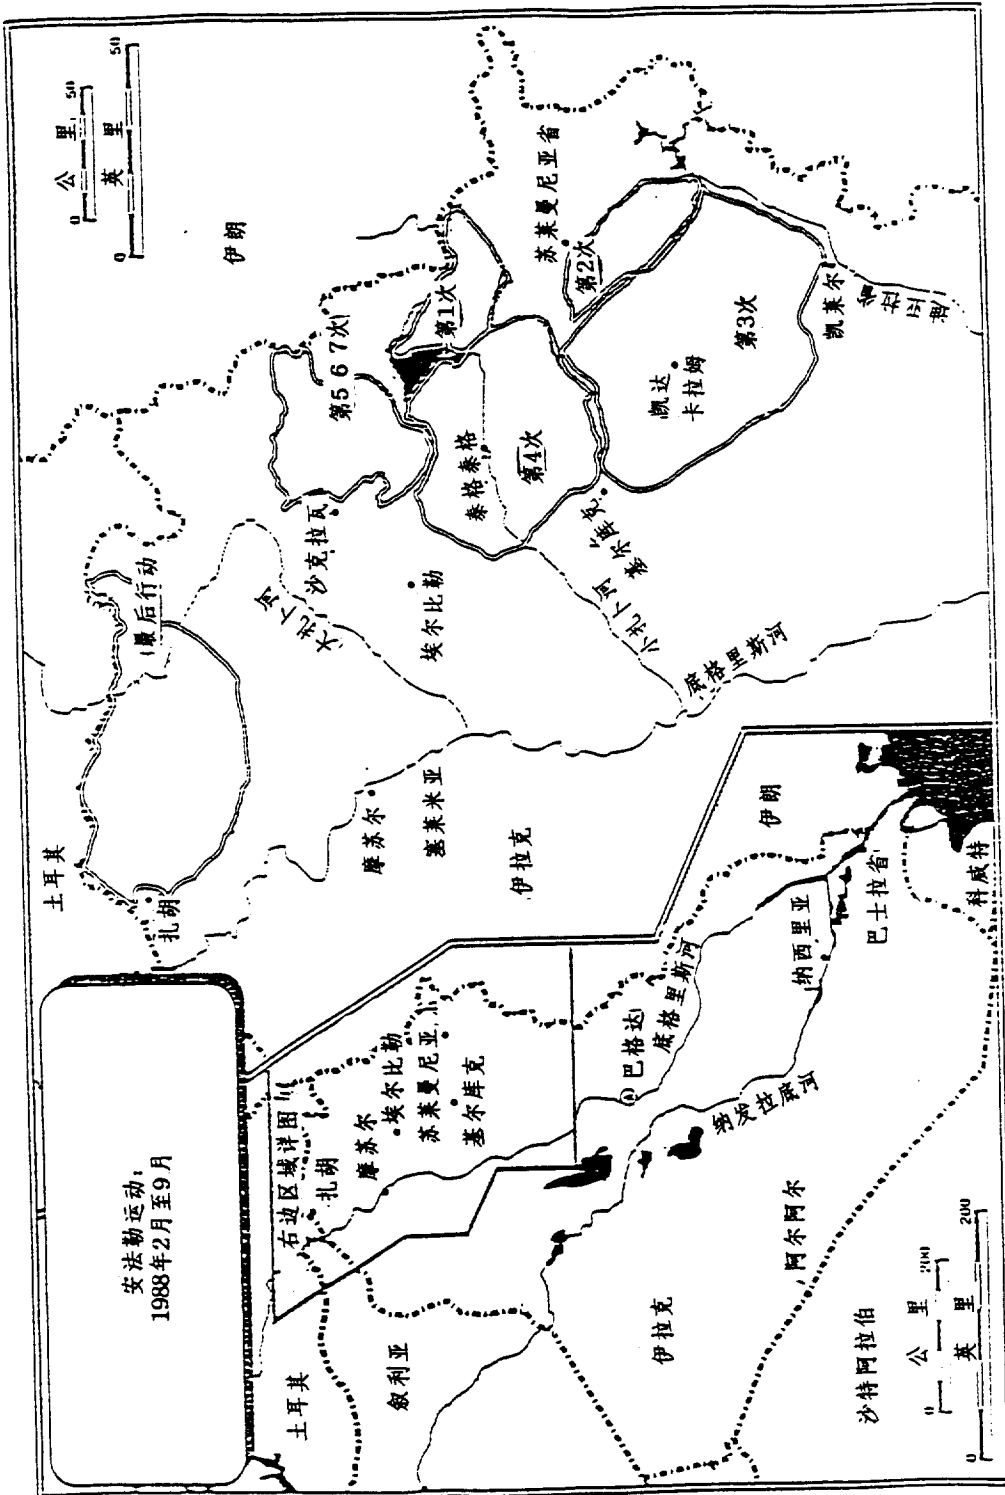 安法勒运动：
1988年2月至9月
土耳其
扎胡
最后行动
摩苏尔
塞莱米亚
伊拉克
大扎卜河
沙克拉瓦
埃尔比勒
小扎卜河
底格里斯河
第5 6 7次
第1次
泰格泰格
第4次
伊朗
苏莱曼尼亚省
第2次
第3次
凯达
卡拉姆
凯莱尔
0 公里 50
0 英里 50
土耳其
叙利亚
右边区域详图
扎胡
摩苏尔
埃尔比勒
苏莱曼尼亚
基尔库克
巴格达
底格里斯河
幼发拉底河
伊朗
纳西里亚
巴士拉省
科威特
伊拉克
阿尔阿尔
沙特阿拉伯
0 公里 200
0 英里 200